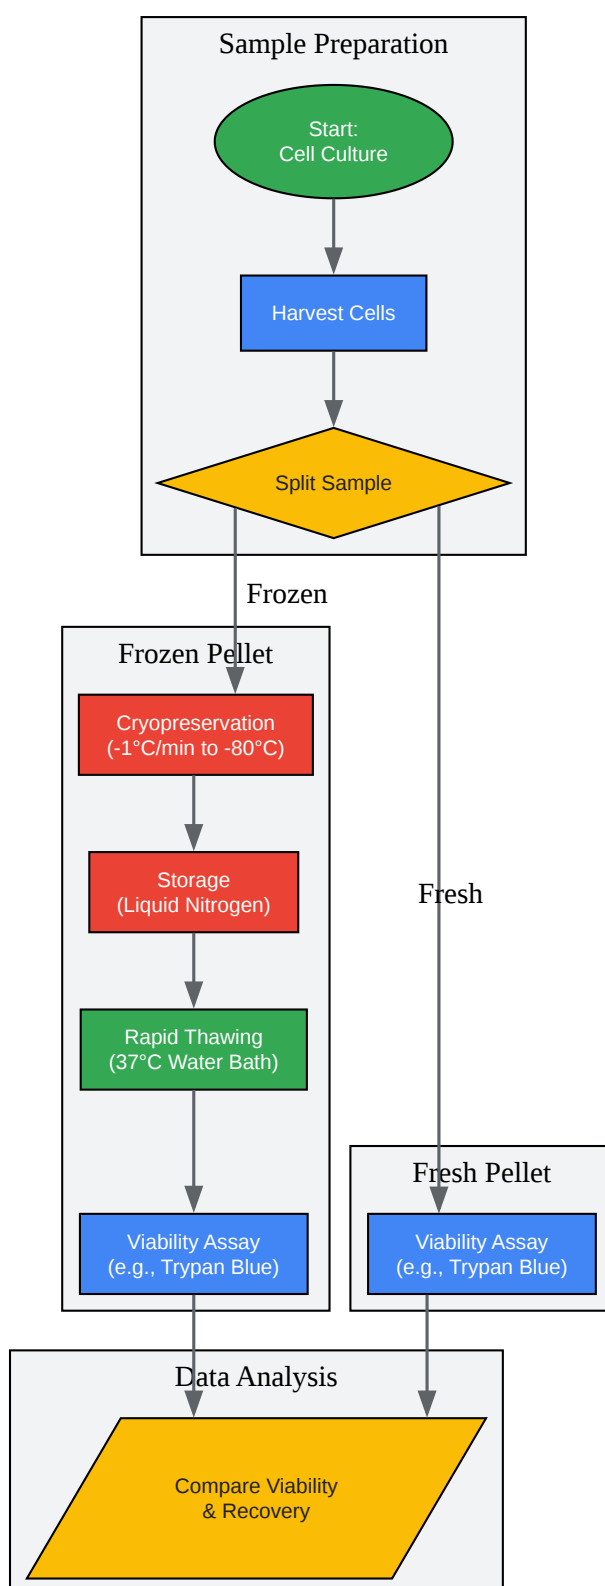 Sample Preparation
Start:
Cell Culture
Harvest Cells
Split Sample
Frozen
Frozen Pellet
Cryopreservation
(-1°C/min to -80°C)
Storage
(Liquid Nitrogen)
Fresh
Rapid Thawing
(37°C Water Bath)
Fresh Pellet
Viability Assay
(e.g., Trypan Blue)
Viability Assay
(e.g., Trypan Blue)
Data Analysis
Compare Viability
& Recovery